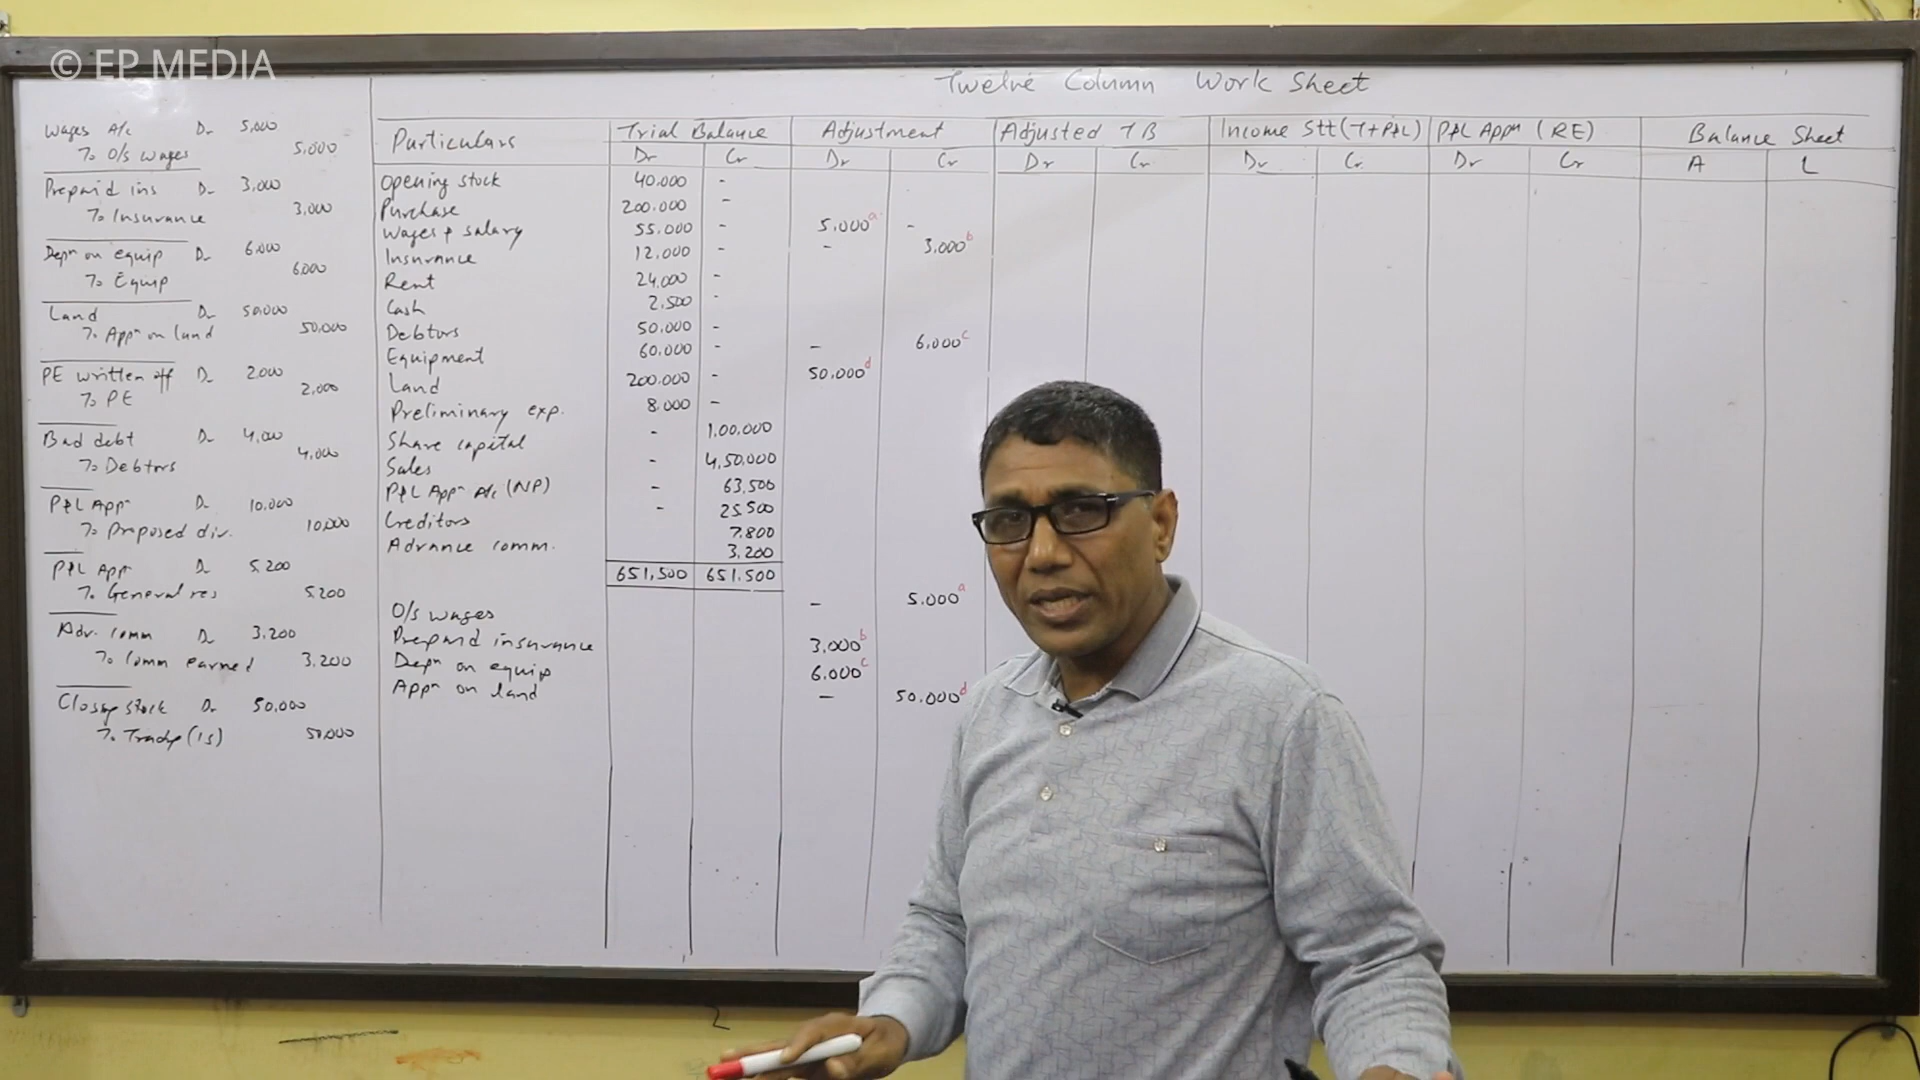 © EP MEDIA
Twelve Column Work Sheet
Wages A/c Dr 5,000
To O/s wages 5,000
Prepaid ins Dr 3,000
To Insurance 3,000
Depn on equip Dr 6,000
To Equip 6,000
Land Dr 50,000
To Appn on land 50,000
PE written off Dr 2,000
To PE 2,000
Bad debt Dr 4,000
To Debtors 4,000
P&L App Dr 10,000
To Proposed div. 10,000
P&L App Dr 5,200
To General res 5,200
Adv. Comm Dr 3,200
To Comm earned 3,200
Closing stock Dr 50,000
To Trading (IS) 50,000
Particulars Trial Balance Adjustment Adjusted TB Income Stt (T+P&L) P&L Appn (RE) Balance Sheet
Dr Cr Dr Cr Dr Cr Dr Cr Dr Cr A L
Opening stock 40,000 -
Purchase 200,000 -
Wages & salary 55,000 - 5,000 a -
Insurance 12,000 - - 3,000 b
Rent 24,000 -
Cash 2,500 -
Debtors 50,000 -
Equipment 60,000 - - 6,000 c
Land 200,000 - 50,000 d
Preliminary exp. 8,000 -
Share capital - 1,00,000
Sales - 4,50,000
P&L Appn A/c (NP) - 63,500
Creditors - 25,500
Advance comm. 7,800
3,200
651,500 651,500
O/s wages - 5,000 a
Prepaid insurance 3,000 b
Depn on equip 6,000 c
Appn on land - 50,000 d